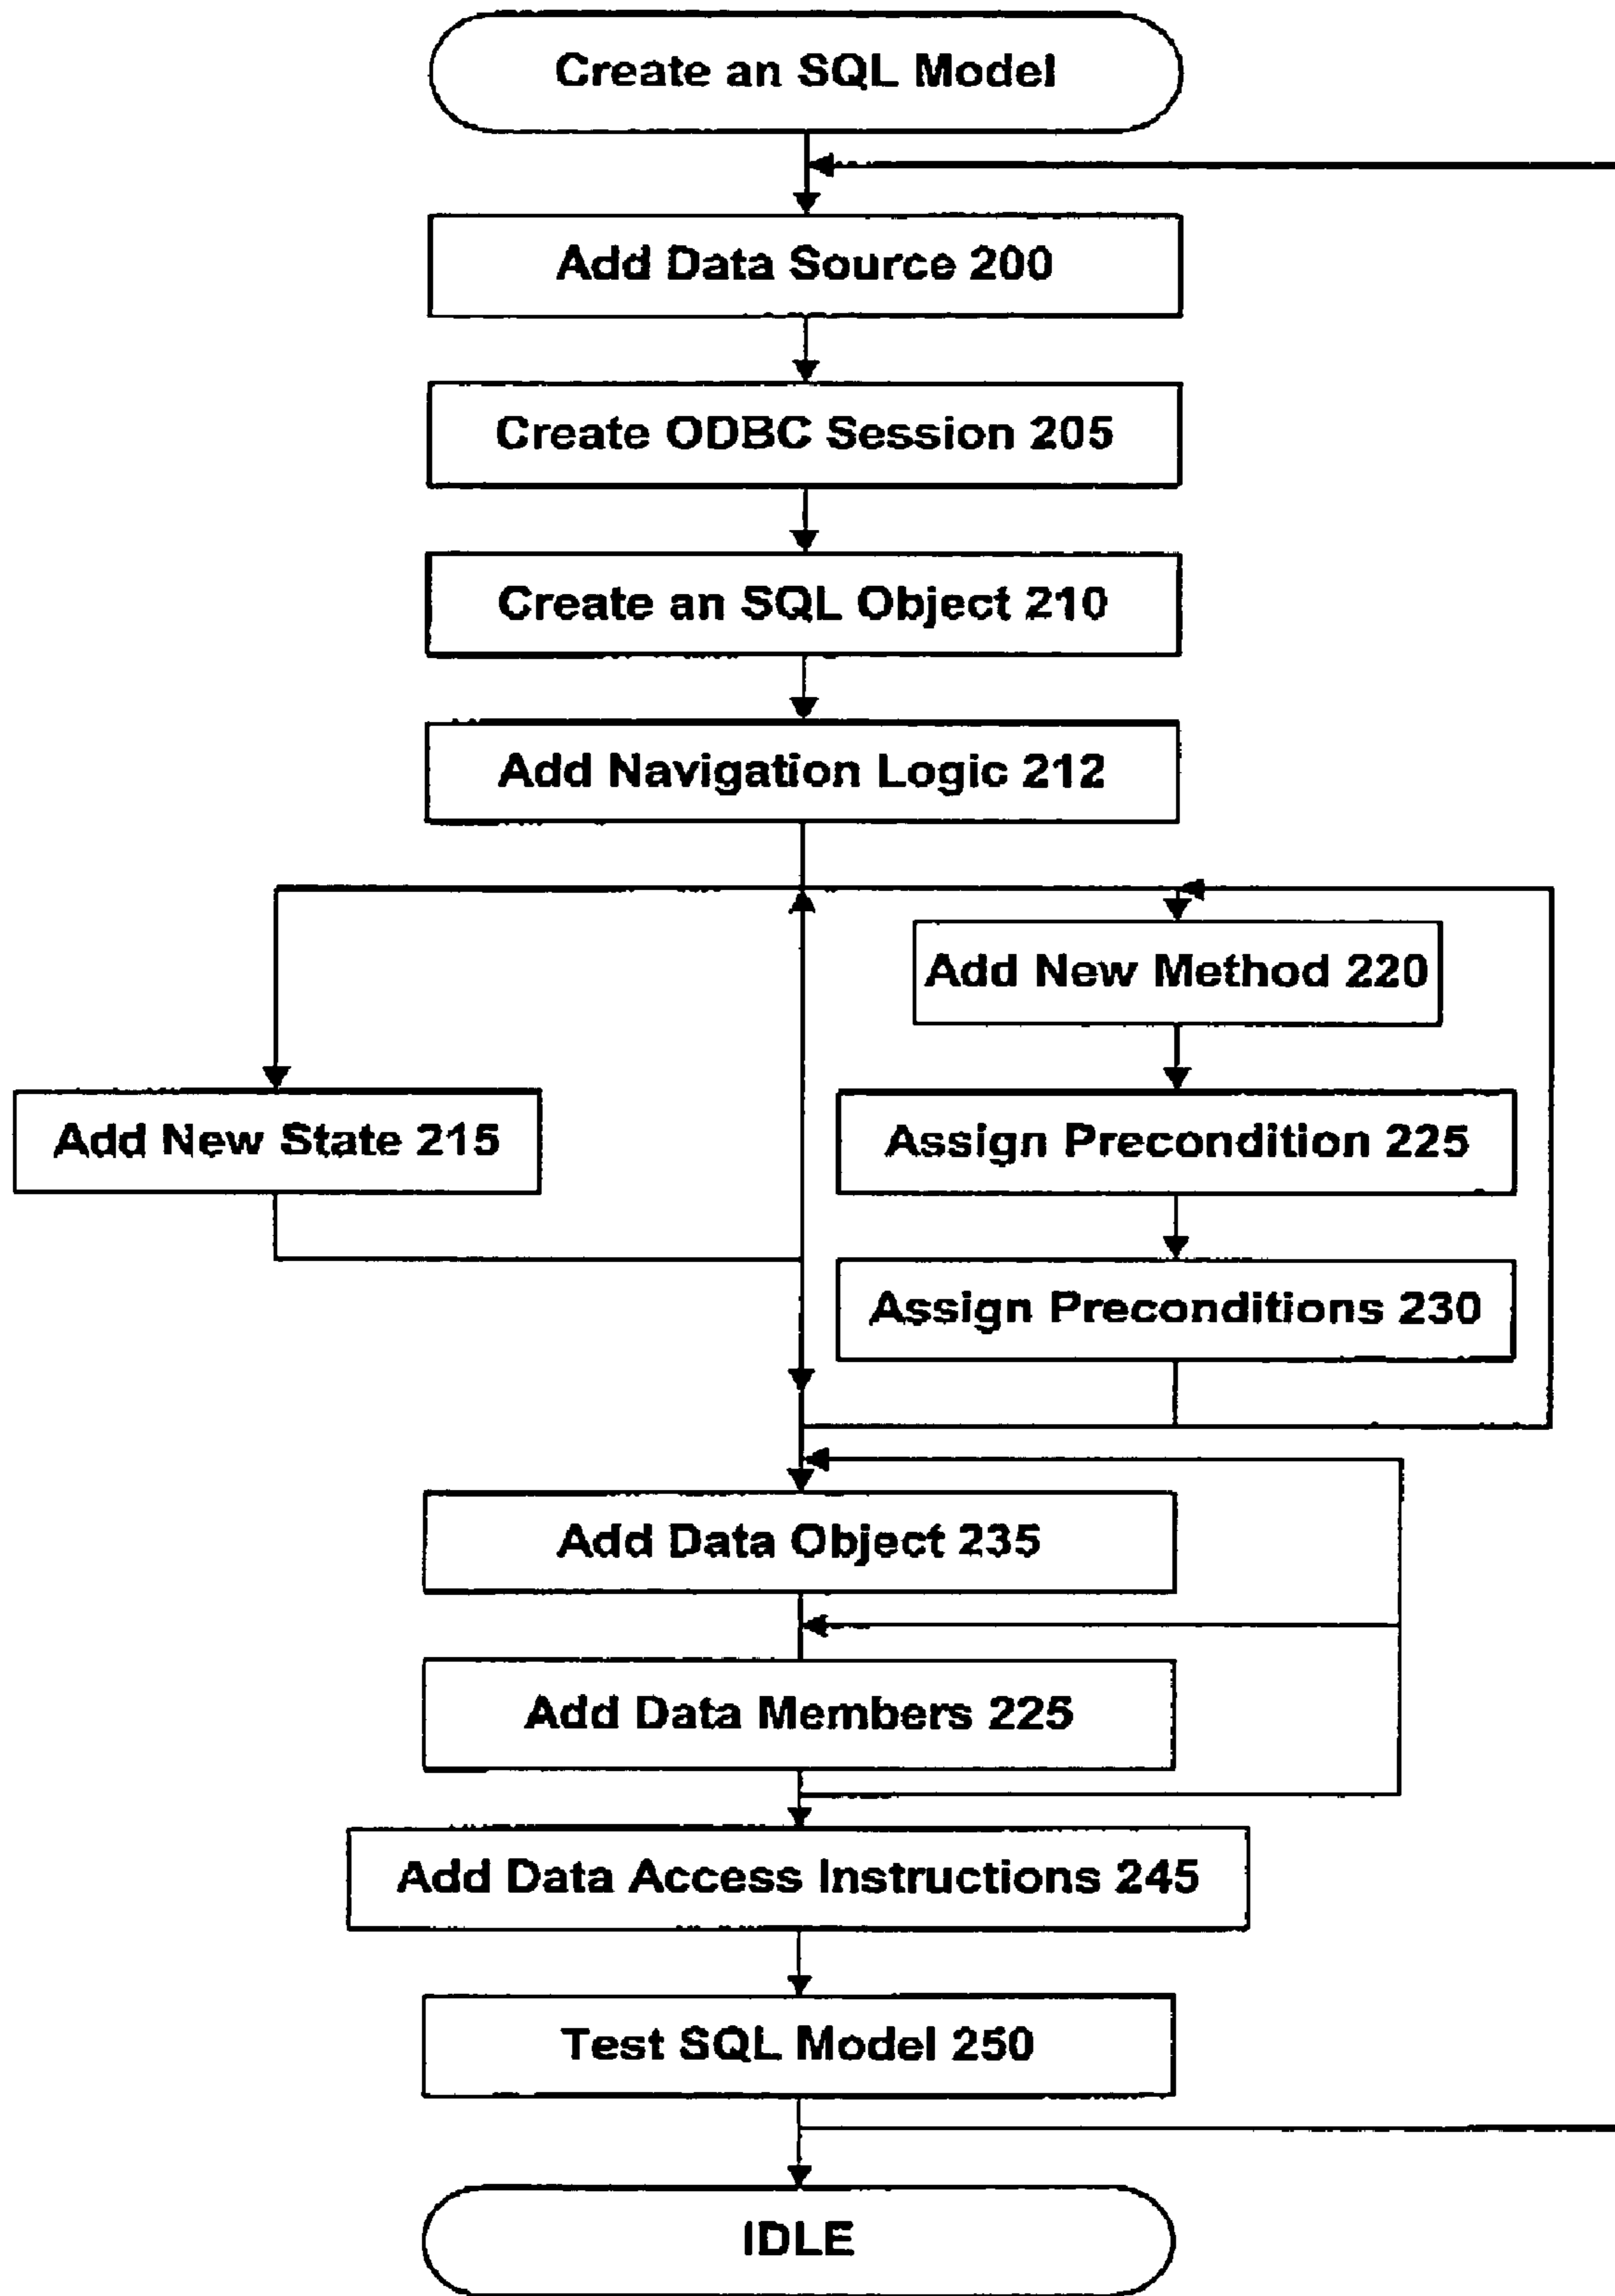 Create an SQL Model
Add Data Source 200
Create ODBC Session 205
Create an SQL Object 210
Add Navigation Logic 212
Add New Method 220
Add New State 215
Assign Precondition 225
Assign Preconditions 230
Add Data Object 235
Add Data Members 225
Add Data Access Instructions 245
Test SQL Model 250
IDLE